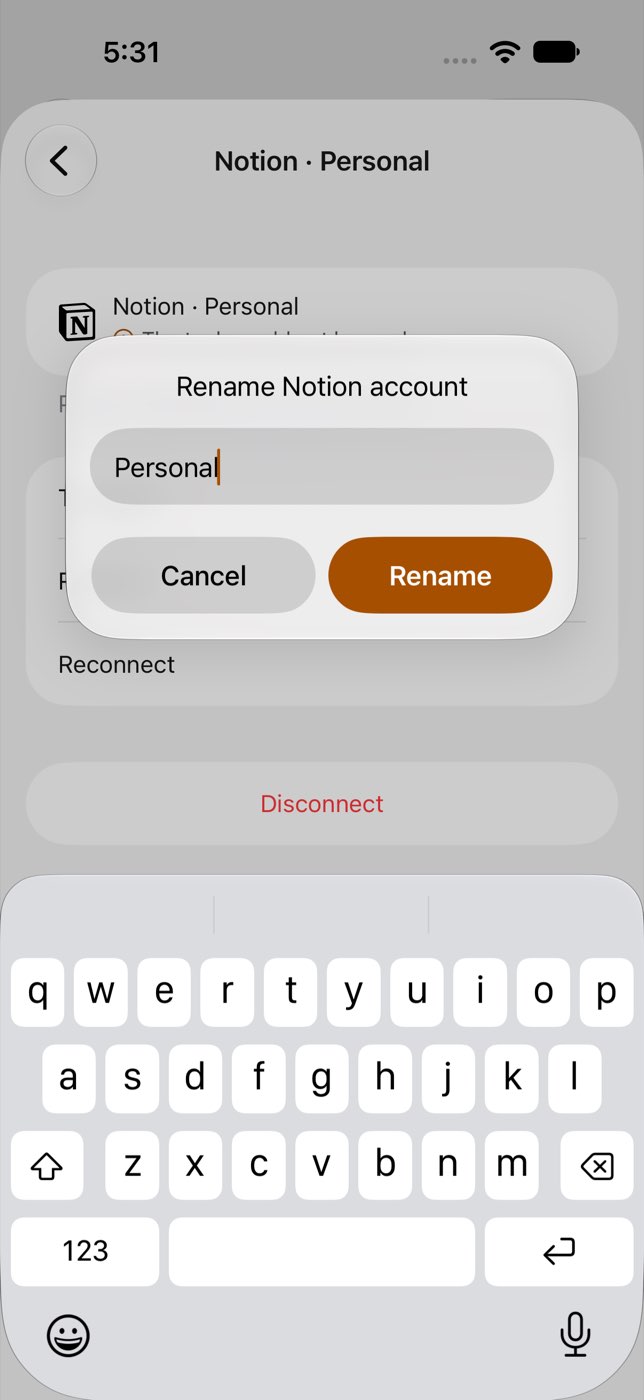 5:31
Notion · Personal
Notion · Personal
Rename Notion account
Personal
Cancel
Rename
Reconnect
Disconnect
q w e r t y u i o p
a s d f g h j k l
z x c v b n m
123